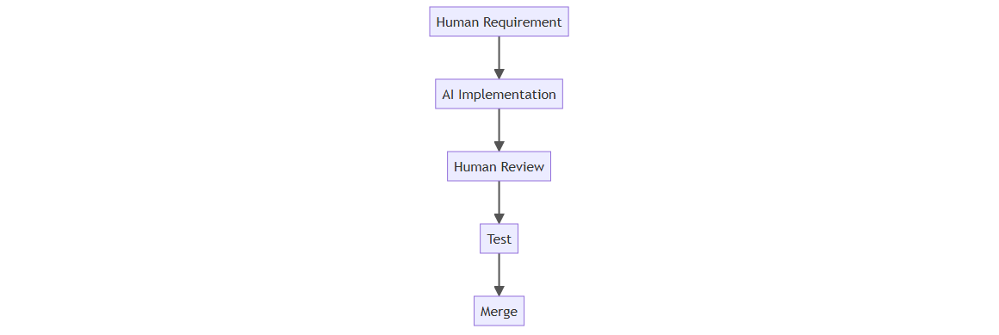 Human Requirement
AI Implementation
Human Review
Test
Merge